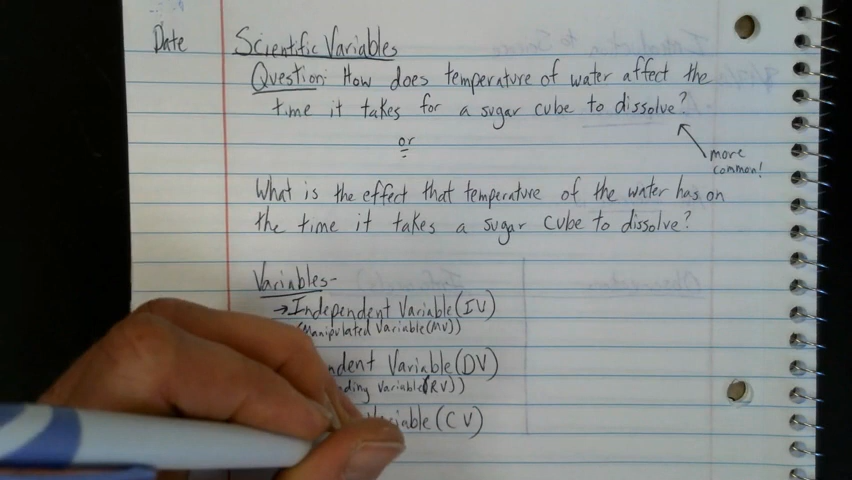 Date
Scientific Variables
Question: How does temperature of water affect the
time it takes for a sugar cube to dissolve?
or
more
common!
What is the effect that temperature of the water has on
the time it takes a sugar cube to dissolve?
Variables-
→Independent Variable(IV)
(Manipulated Variable(MV))
ndent Variable(DV)
nding Variable(RV))
iable(CV)